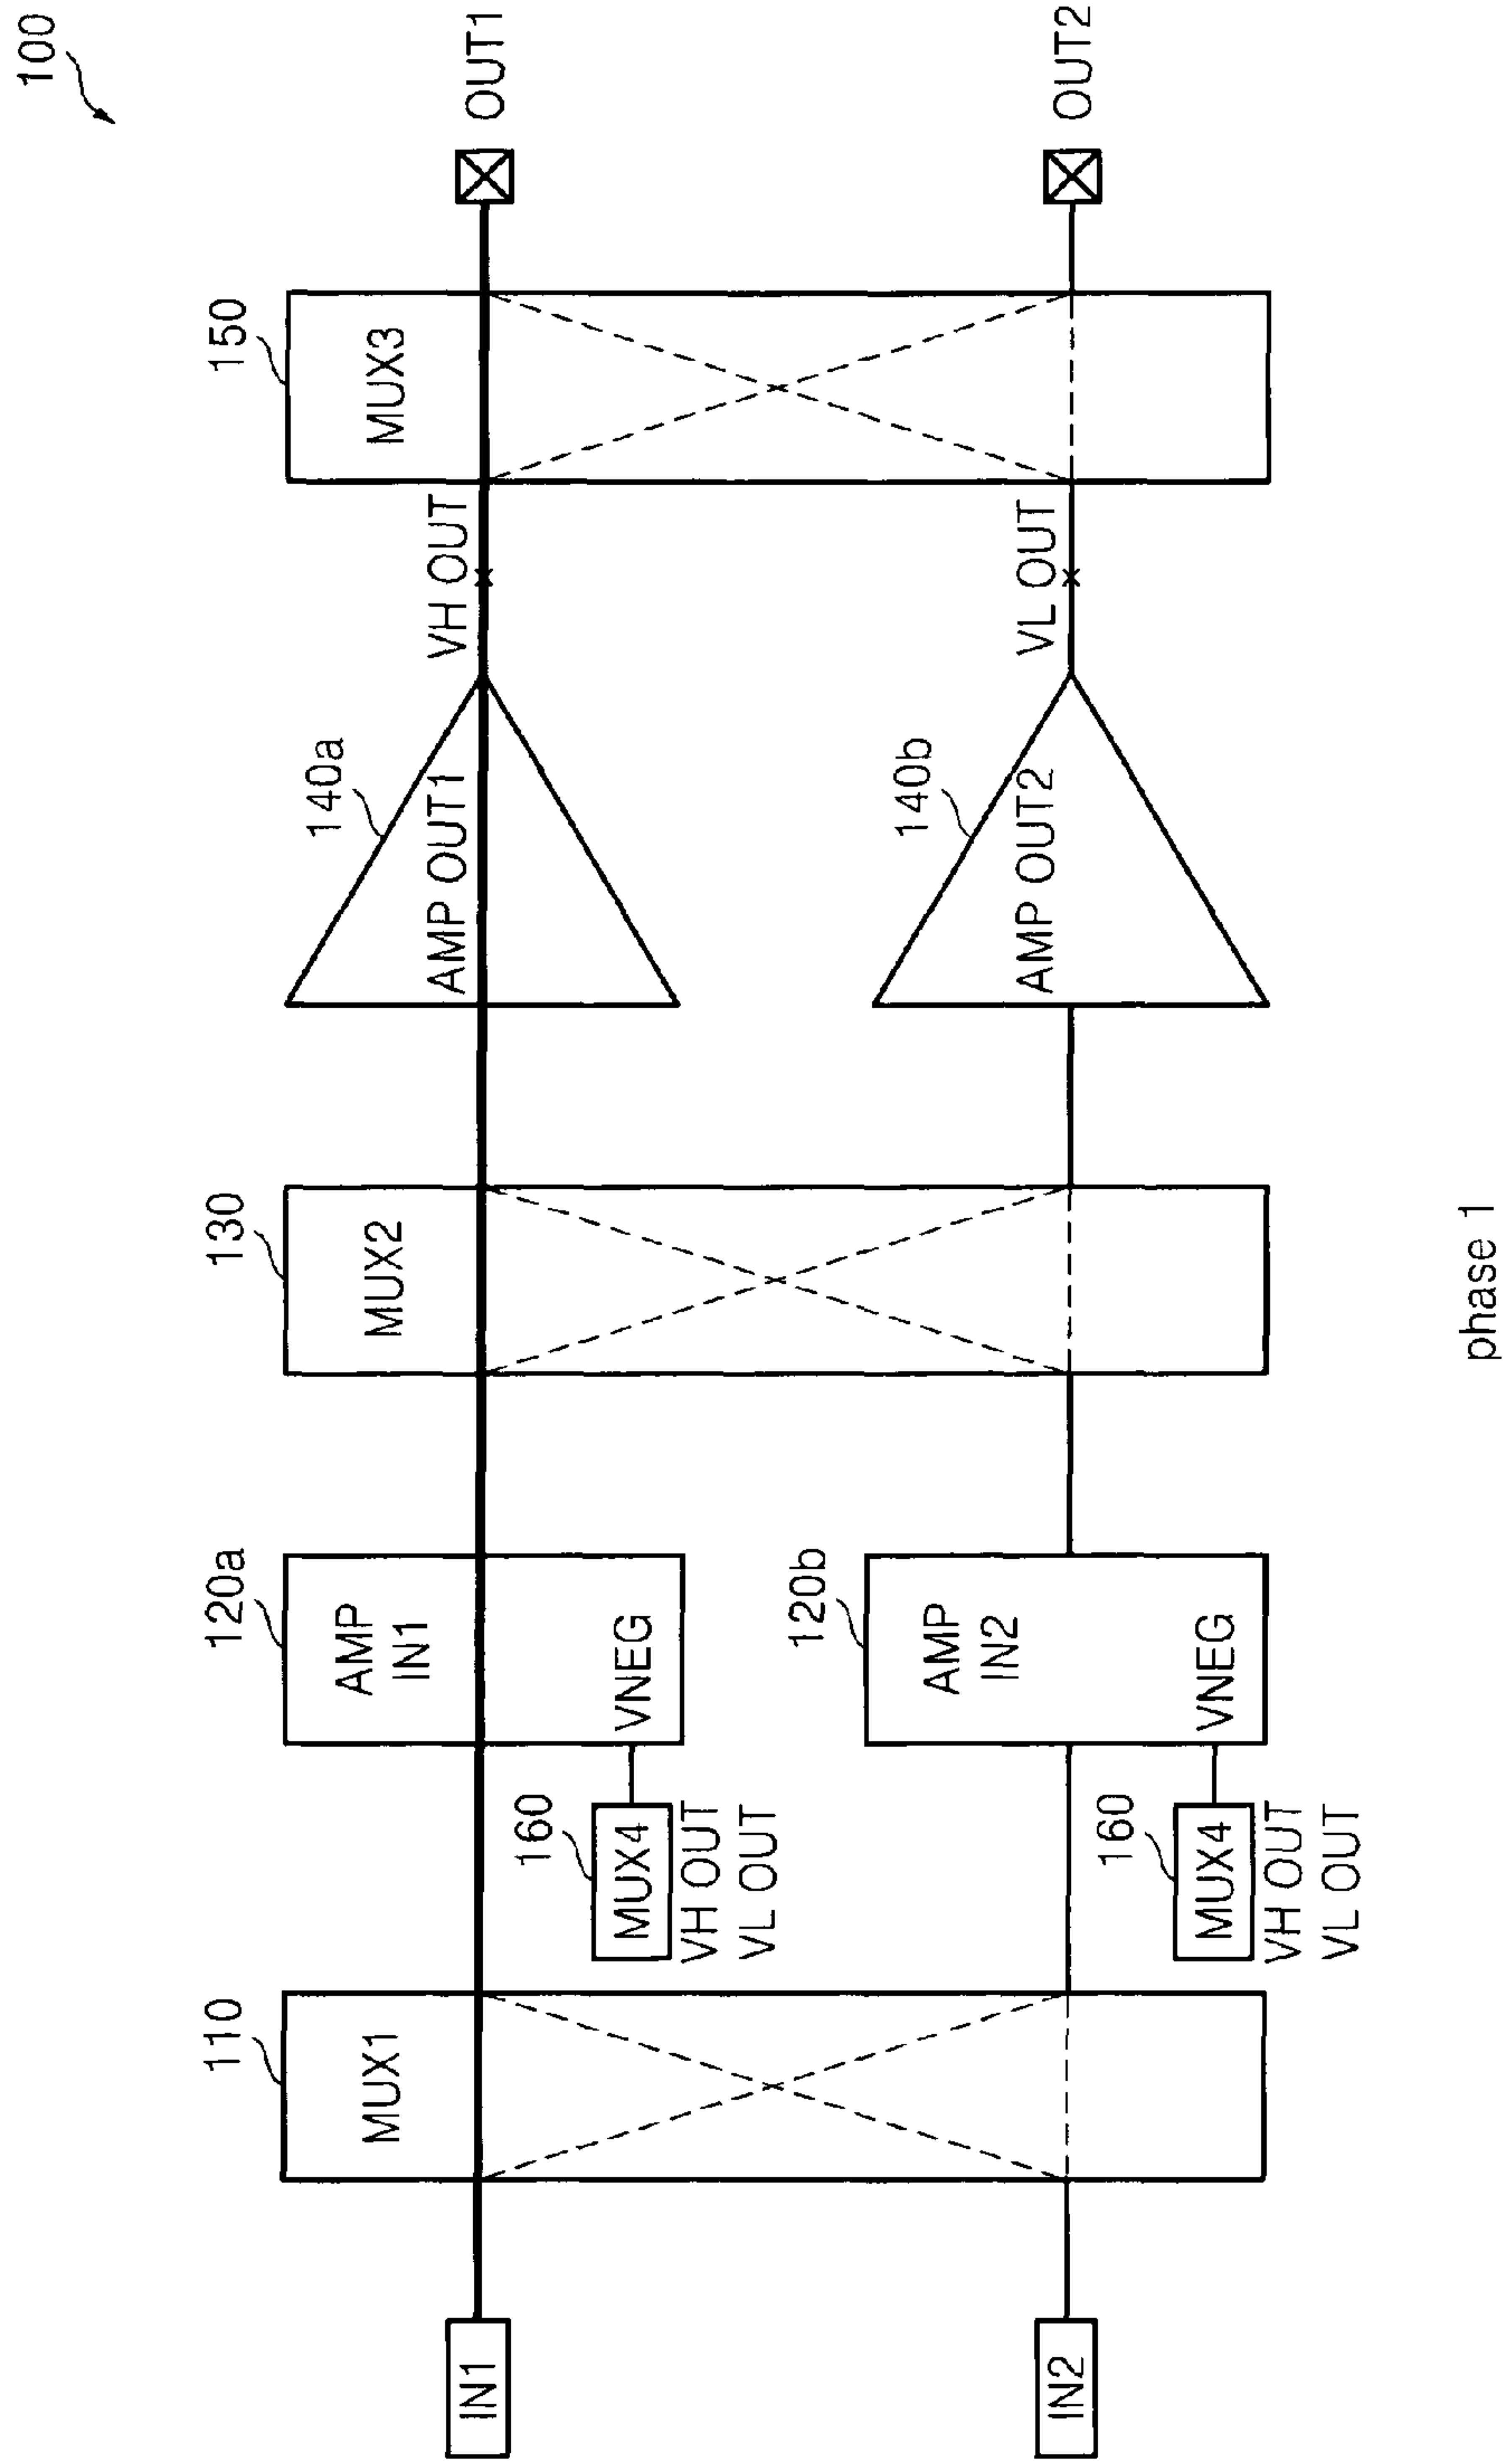 100
110
MUX1
120a
AMP
IN1
VNEG
160
MUX4
VH OUT
VL OUT
130
MUX2
140a
AMP OUT1
VH OUT
150
MUX3
IN1
OUT1
120b
AMP
IN2
VNEG
160
MUX4
VH OUT
VL OUT
140b
AMP OUT2
VL OUT
IN2
OUT2
phase 1